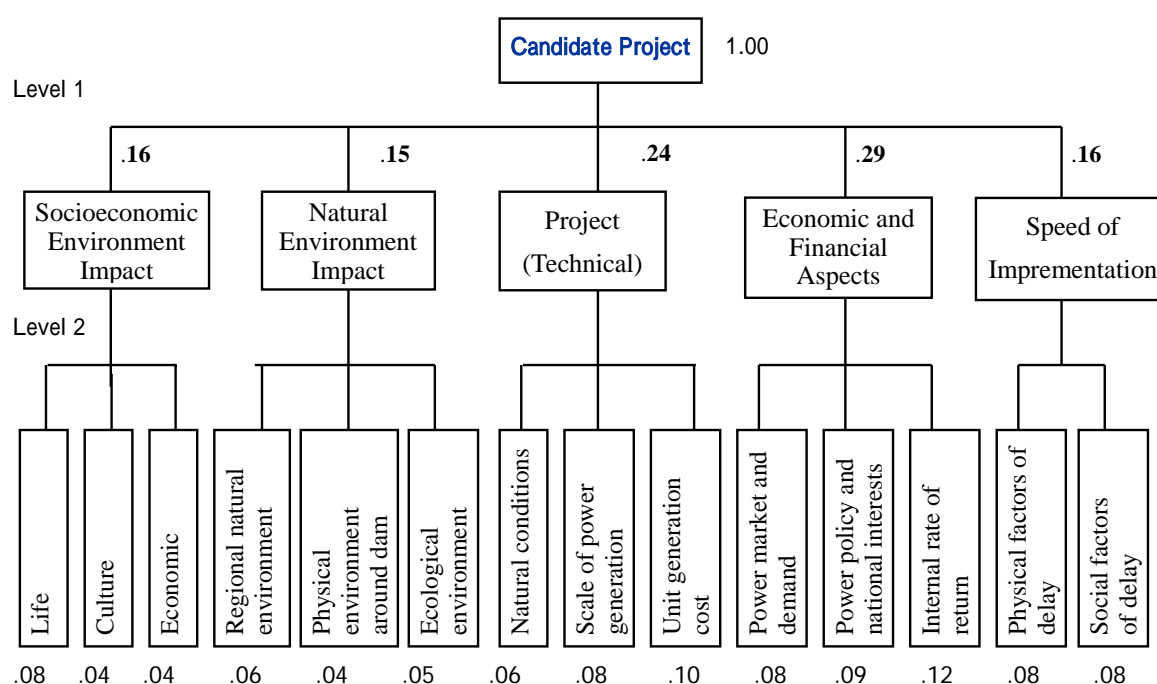 Candidate Project
1.00
Level 1
.16
.15
.24
.29
.16
Socioeconomic
Environment
Impact
Natural
Environment
Impact
Project
(Technical)
Economic and
Financial
Aspects
Speed of
Imprementation
Level 2
Life
Culture
Economic
Regional natural
environment
Physical
environment
around dam
Ecological
environment
Natural conditions
Scale of power
generation
Unit generation
cost
Power market and
demand
Power policy and
national interests
Internal rate of
return
Physical factors of
delay
Social factors
of delay
.08
.04
.04
.06
.04
.05
.06
.08
.10
.08
.09
.12
.08
.08